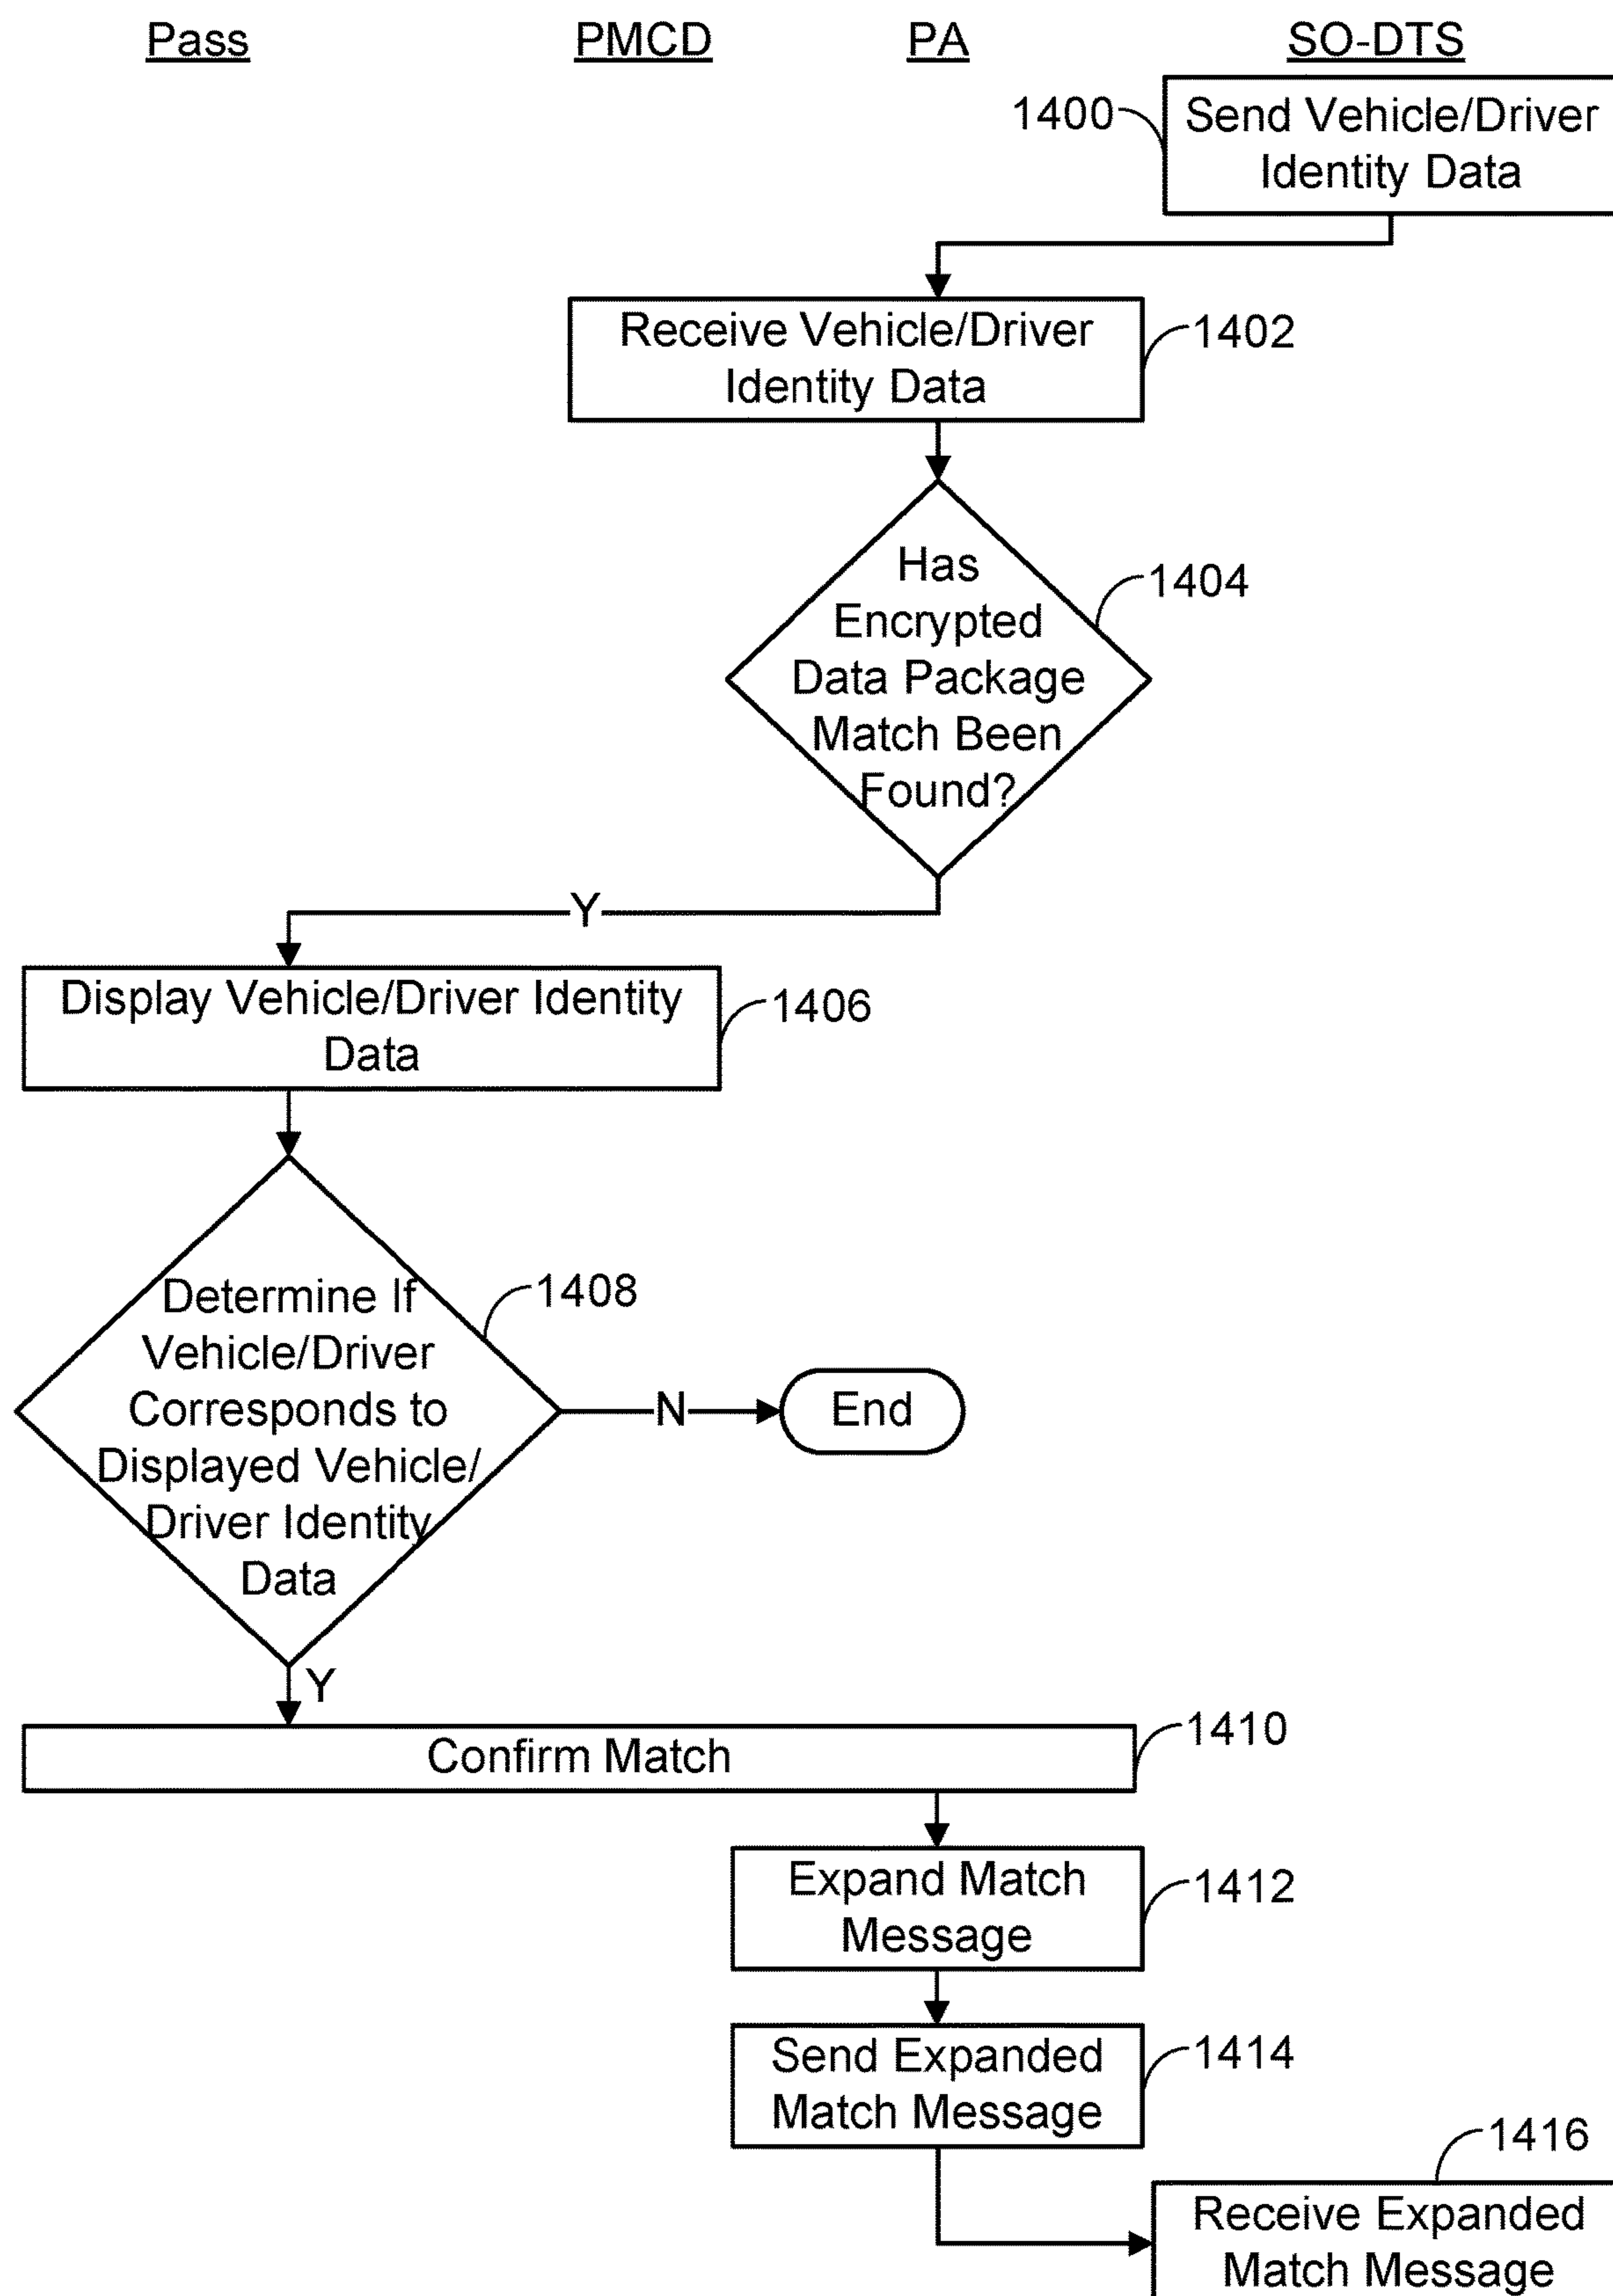 Pass PMCD PA SO-DTS
1400
Send Vehicle/Driver
Identity Data
Receive Vehicle/Driver
Identity Data
1402
Has
Encrypted
Data Package
Match Been
Found?
1404
Y
Display Vehicle/Driver Identity
Data
1406
Determine If
Vehicle/Driver
Corresponds to
Displayed Vehicle/
Driver Identity
Data
1408
N
End
Y
Confirm Match
1410
Expand Match
Message
1412
Send Expanded
Match Message
1414
1416
Receive Expanded
Match Message